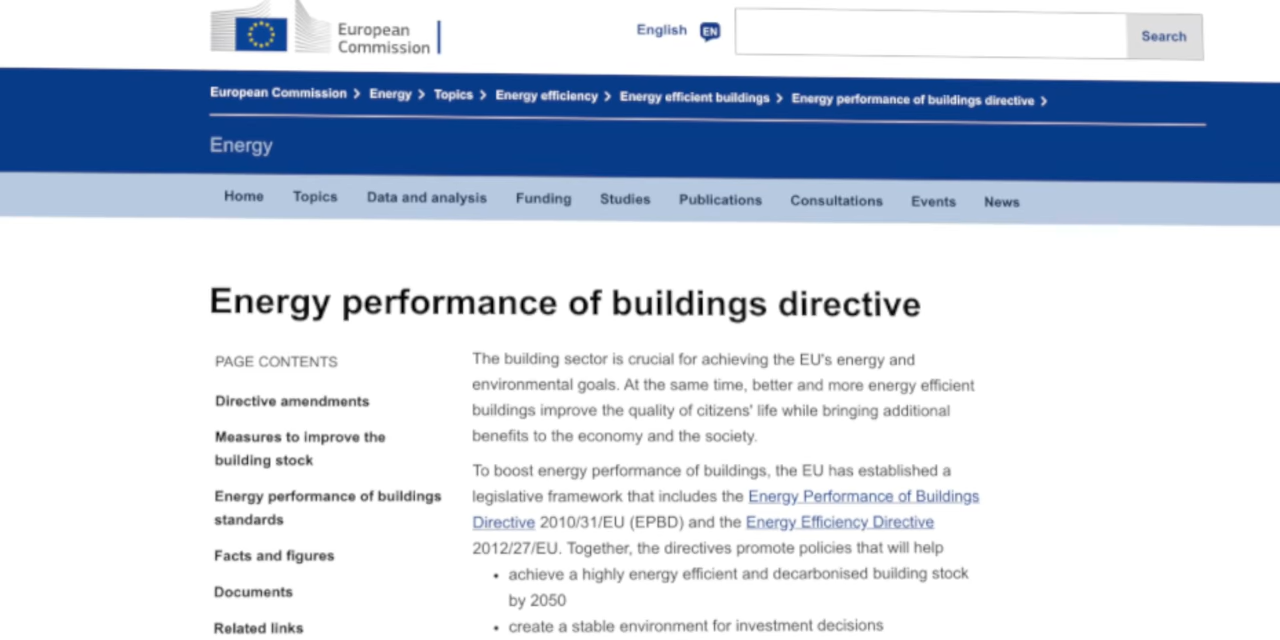 European
Commission
English EN
Search
European Commission > Energy > Topics > Energy efficiency > Energy efficient buildings > Energy performance of buildings directive >
Energy
Home Topics Data and analysis Funding Studies Publications Consultations Events News
Energy performance of buildings directive
PAGE CONTENTS
Directive amendments
Measures to improve the
building stock
Energy performance of buildings
standards
Facts and figures
Documents
Related links
The building sector is crucial for achieving the EU's energy and
environmental goals. At the same time, better and more energy efficient
buildings improve the quality of citizens' life while bringing additional
benefits to the economy and the society.
To boost energy performance of buildings, the EU has established a
legislative framework that includes the Energy Performance of Buildings
Directive 2010/31/EU (EPBD) and the Energy Efficiency Directive
2012/27/EU. Together, the directives promote policies that will help
• achieve a highly energy efficient and decarbonised building stock
by 2050
• create a stable environment for investment decisions